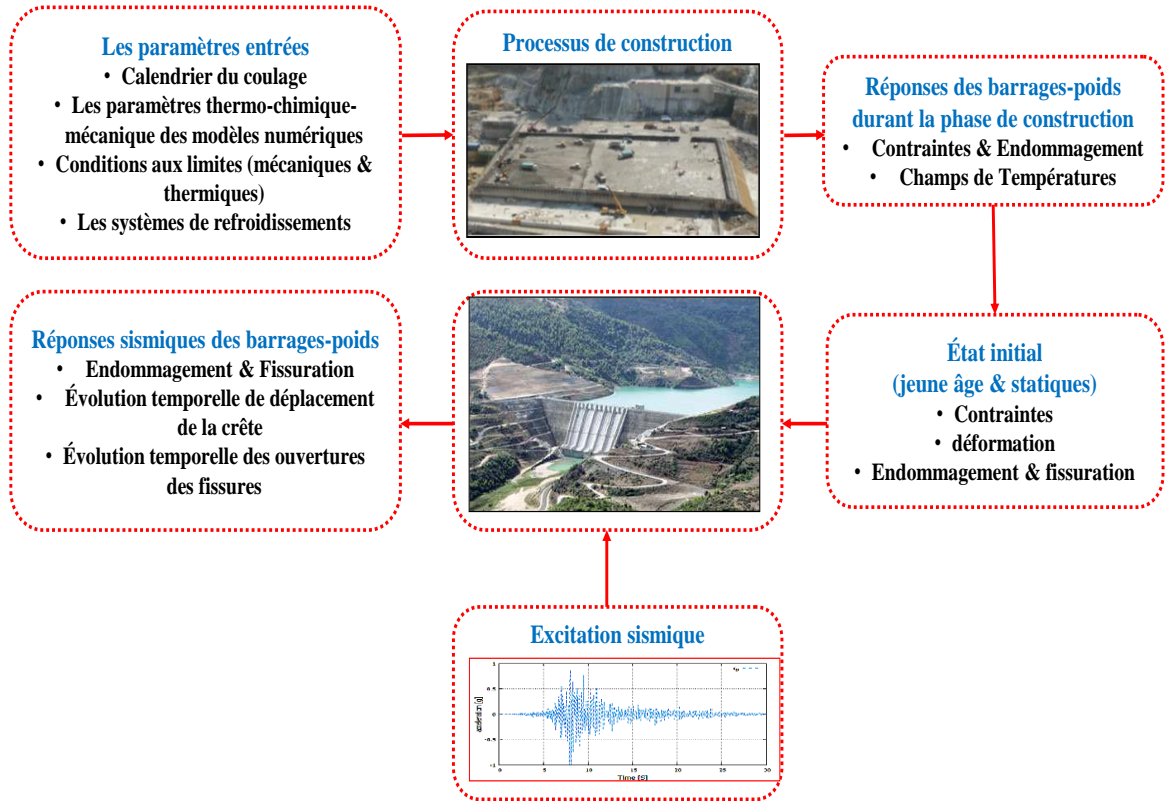 Les paramètres entrées
• Calendrier du coulage
• Les paramètres thermo-chimique-
mécanique des modèles numériques
• Conditions aux limites (mécaniques &
thermiques)
• Les systèmes de refroidissements
Processus de construction
Réponses des barrages-poids
durant la phase de construction
• Contraintes & Endommagement
• Champs de Températures
État initial
(jeune âge & statiques)
• Contraintes
• déformation
• Endommagement & fissuration
Réponses sismiques des barrages-poids
• Endommagement & Fissuration
• Évolution temporelle de déplacement
de la crête
• Évolution temporelle des ouvertures
des fissures
Excitation sismique
1
0.5
0
-0.5
-1
acceleration [g]
0 5 10 15 20 25 30
Time [S]